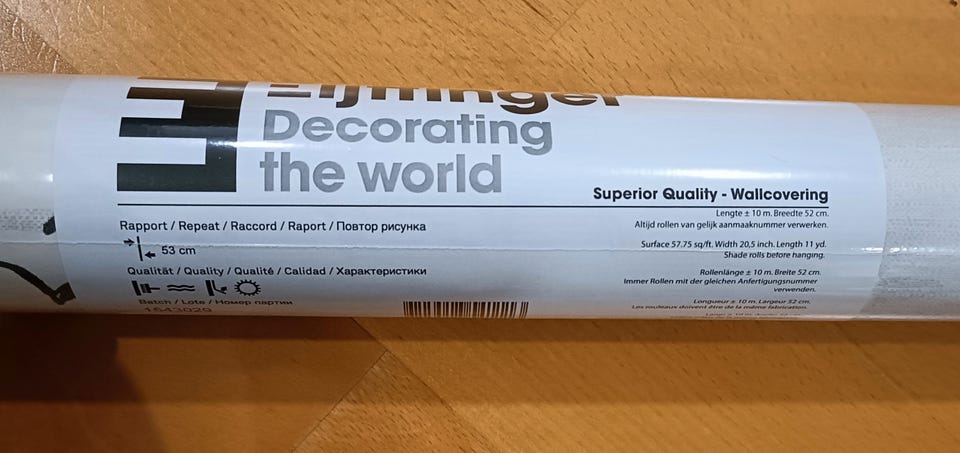 Eijffinger
Decorating
the world
Superior Quality - Wallcovering
Lengte ± 10 m. Breedte 52 cm.
Altijd rollen van gelijk aanmaaknummer verwerken.
Surface 57.75 sq/ft. Width 20,5 inch. Length 11 yd.
Shade rolls before hanging.
Rollenlänge ± 10 m. Breite 52 cm.
Immer Rollen mit der gleichen Anfertigungsnummer
verwenden.
Longueur ± 10 m. Largeur 52 cm.
Les rouleaux doivent être de la même fabrication.
Rapport / Repeat / Raccord / Raport / Повтор рисунка
53 cm
Qualität / Quality / Qualité / Calidad / Характеристики
Batch / Lote / Номер партии
1543029